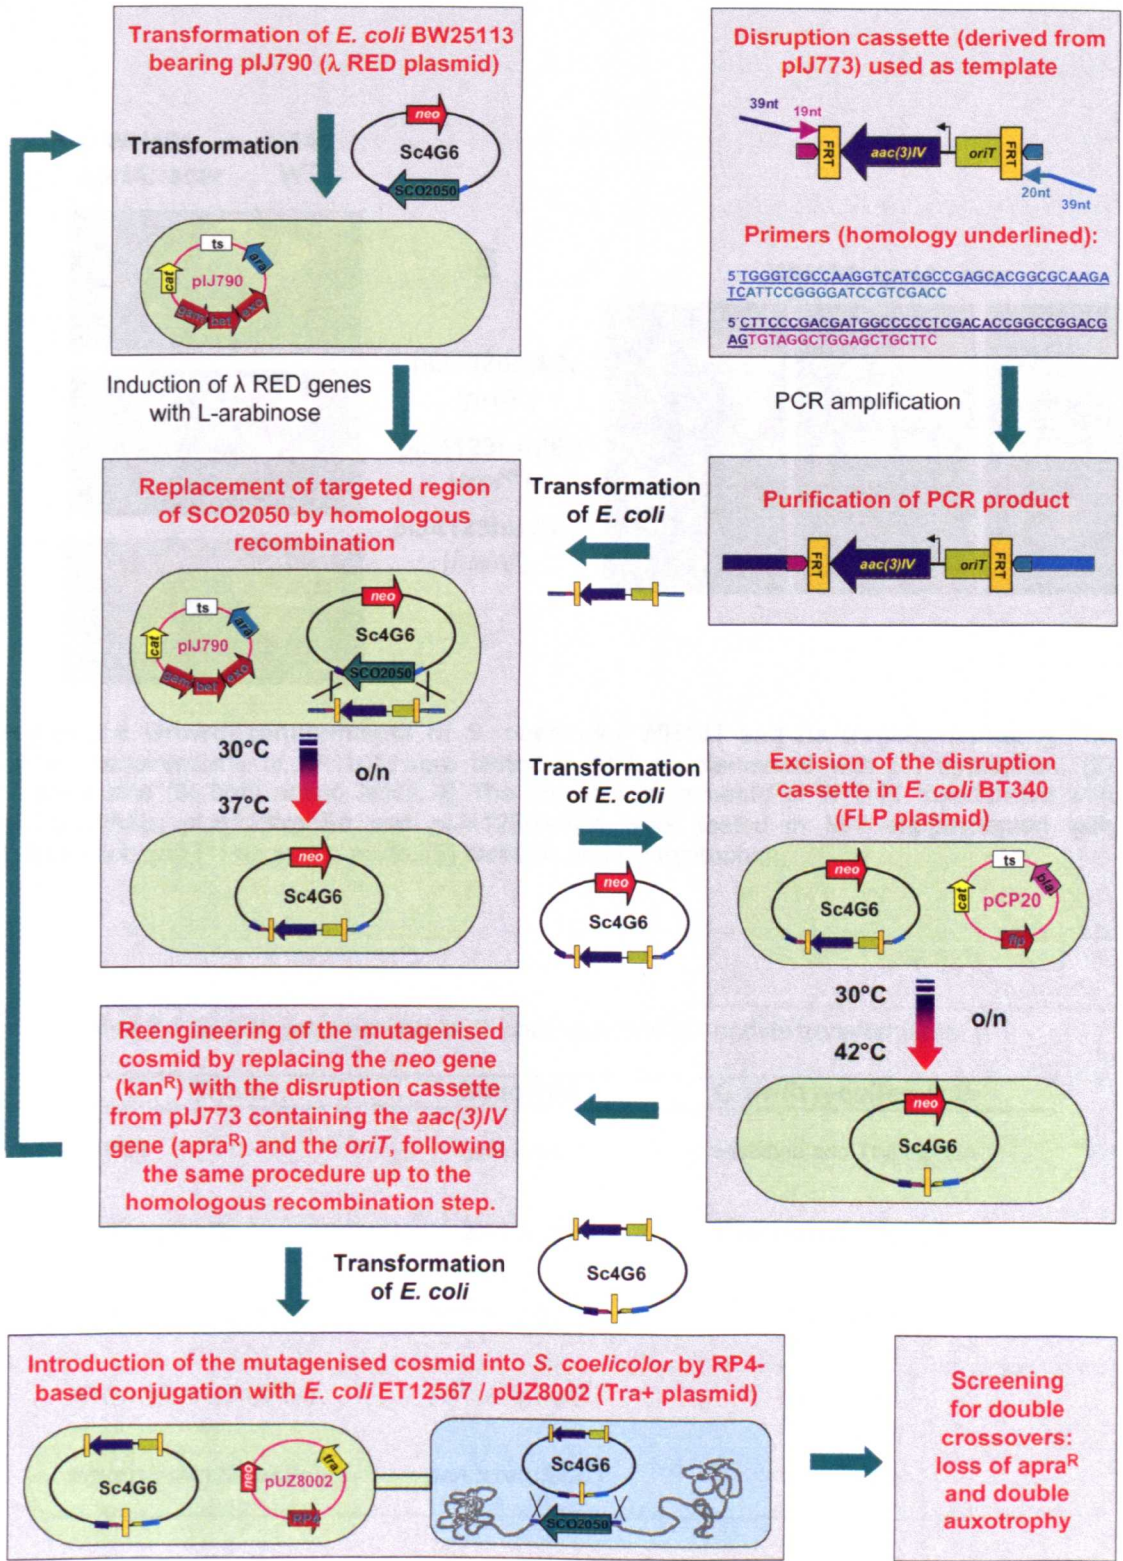 Transformation of E. coli BW25113
bearing pIJ790 (λ RED plasmid)
Transformation
neo
Sc4G6
SCO2050
ts
ara
cat
pIJ790
gam
bet
exo
Induction of λ RED genes
with L-arabinose
Disruption cassette (derived from
pIJ773) used as template
39nt
19nt
FRT
aac(3)IV
oriT
FRT
20nt
39nt
Primers (homology underlined):
5'TGGGTCGCCAAGGTCATCGCCGAGCACGGCGCAAGA
TCATTCCGGGGATCCGTCGACC
5'CTTCCCGACGATGGCCCCCTCGACACCGGCCGGACG
AGTGTAGGCTGGAGCTGCTTC
PCR amplification
Replacement of targeted region
of SCO2050 by homologous
recombination
ts
ara
cat
pIJ790
gam
bet
exo
neo
Sc4G6
SCO2050
30°C
o/n
37°C
neo
Sc4G6
Transformation
of E. coli
Purification of PCR product
FRT
aac(3)IV
oriT
FRT
Transformation
of E. coli
neo
Sc4G6
Excision of the disruption
cassette in E. coli BT340
(FLP plasmid)
neo
Sc4G6
ts
bla
cat
pCP20
flp
30°C
o/n
42°C
neo
Sc4G6
Reengineering of the mutagenised
cosmid by replacing the neo gene
(kanR) with the disruption cassette
from pIJ773 containing the aac(3)IV
gene (apraR) and the oriT, following
the same procedure up to the
homologous recombination step.
Transformation
of E. coli
Sc4G6
Introduction of the mutagenised cosmid into S. coelicolor by RP4-
based conjugation with E. coli ET12567 / pUZ8002 (Tra+ plasmid)
Sc4G6
neo
tra
pUZ8002
RP4
Sc4G6
SCO2050
Screening
for double
crossovers:
loss of apraR
and double
auxotrophy